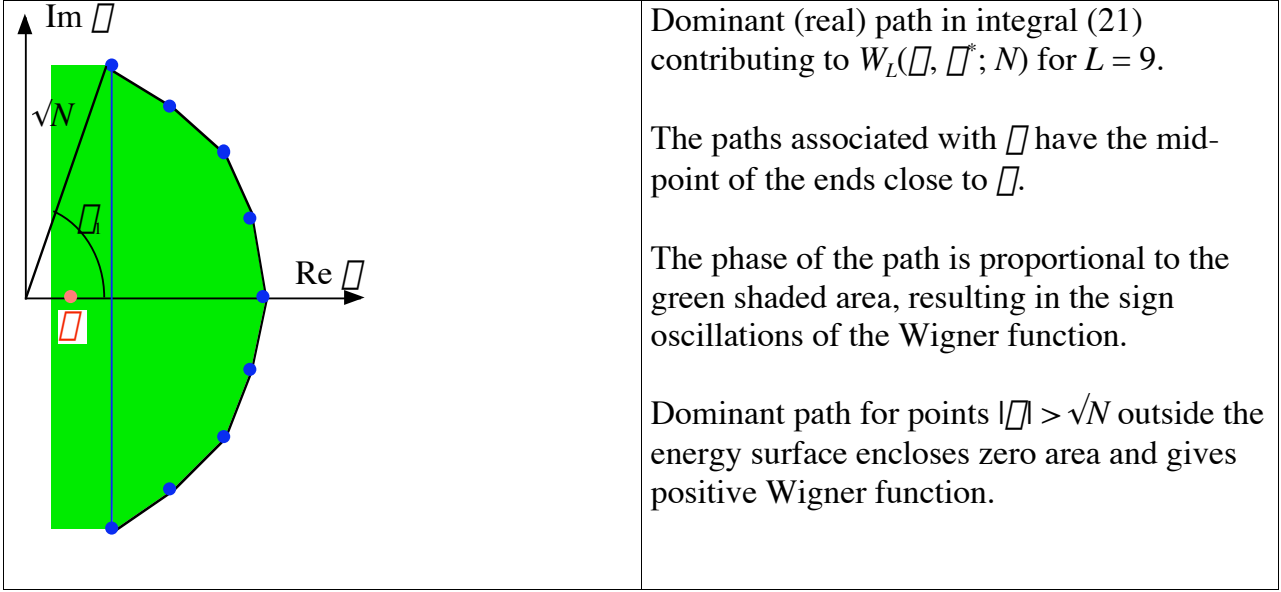 Im ▯
√N
▯₁
Re ▯
▯
Dominant (real) path in integral (21)
contributing to W_L(▯, ▯*; N) for L = 9.
The paths associated with ▯ have the mid-
point of the ends close to ▯.
The phase of the path is proportional to the
green shaded area, resulting in the sign
oscillations of the Wigner function.
Dominant path for points |▯| > √N outside the
energy surface encloses zero area and gives
positive Wigner function.